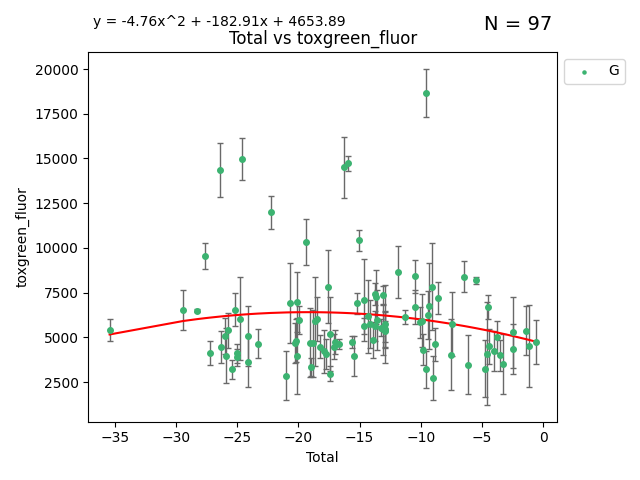 y = -4.76x^2 + -182.91x + 4653.89
N = 97
Total vs toxgreen_fluor
G
20000
17500
15000
12500
10000
7500
5000
2500
toxgreen_fluor
−35
−30
−25
−20
−15
−10
−5
0
Total